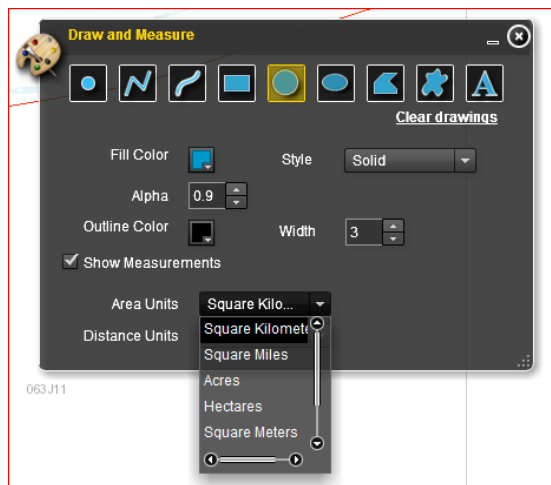 Draw and Measure
A
Clear drawings
Fill Color
Style
Solid
Alpha
0.9
Outline Color
Width
3
Show Measurements
Area Units
Square Kilo...
Distance Units
Square Kilomete
Square Miles
Acres
Hectares
Square Meters
063J11